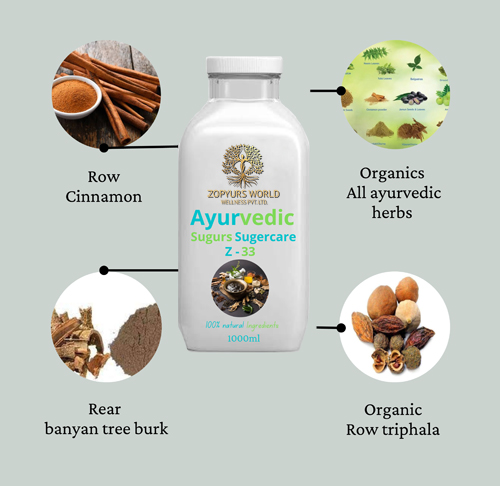 Row
Cinnamon
Organics
All ayurvedic
herbs
ZOPYURS WORLD
WELLNESS PVT.LTD.
Ayurvedic
Sugurs Sugercare
Z - 33
100% natural ingredients
1000ml
Rear
banyan tree burk
Organic
Row triphala